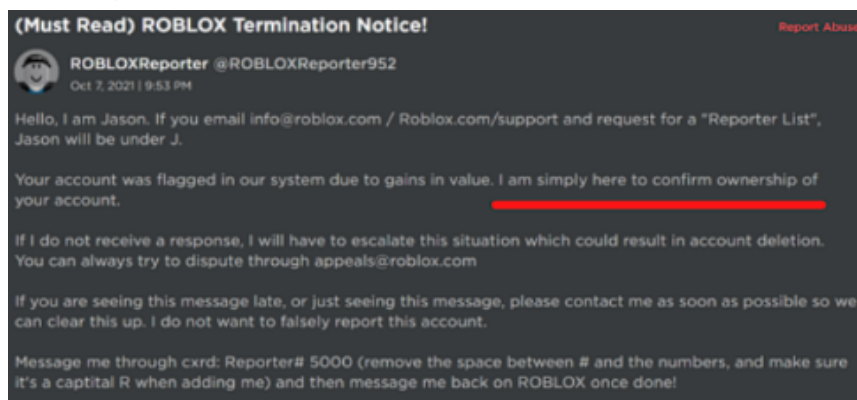 (Must Read) ROBLOX Termination Notice!
Report Abuse
ROBLOXReporter @ROBLOXReporter952
Oct 7, 2021 | 9:53 PM
Hello, I am Jason. If you email info@roblox.com / Roblox.com/support and request for a "Reporter List",
Jason will be under J.
Your account was flagged in our system due to gains in value. I am simply here to confirm ownership of
your account.
If I do not receive a response, I will have to escalate this situation which could result in account deletion.
You can always try to dispute through appeals@roblox.com
If you are seeing this message late, or just seeing this message, please contact me as soon as possible so we
can clear this up. I do not want to falsely report this account.
Message me through cxrd: Reporter# 5000 (remove the space between # and the numbers, and make sure
it's a captital R when adding me) and then message me back on ROBLOX once done!